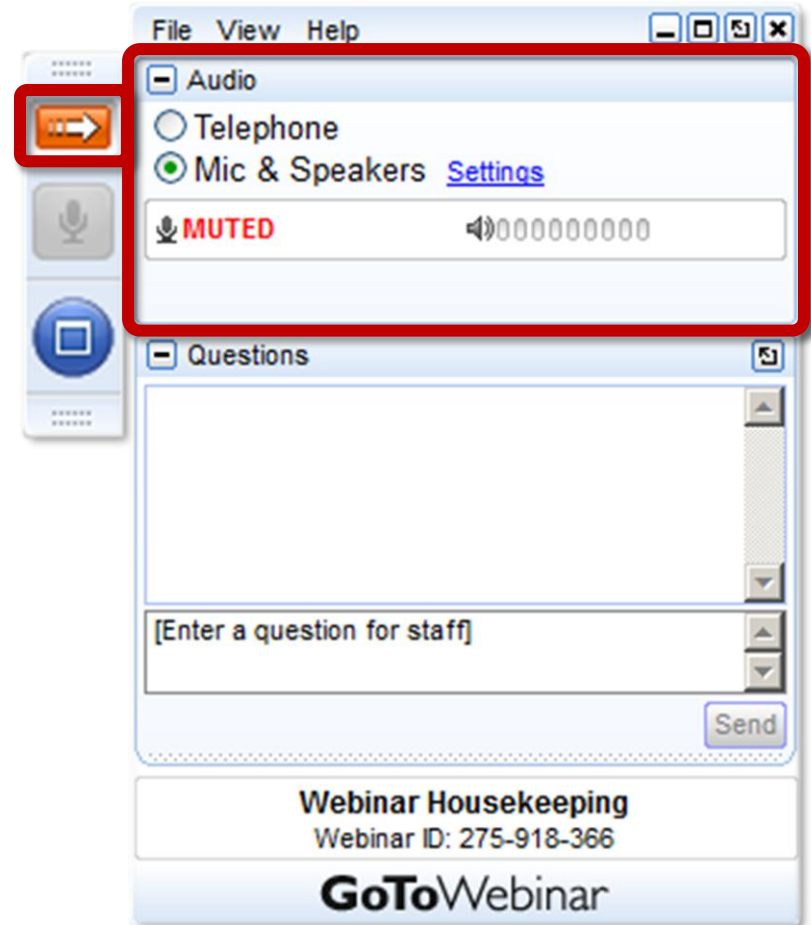 File View Help
Audio
Telephone
Mic & Speakers Settings
MUTED
Questions
[Enter a question for staff]
Send
Webinar Housekeeping
Webinar ID: 275-918-366
GoToWebinar